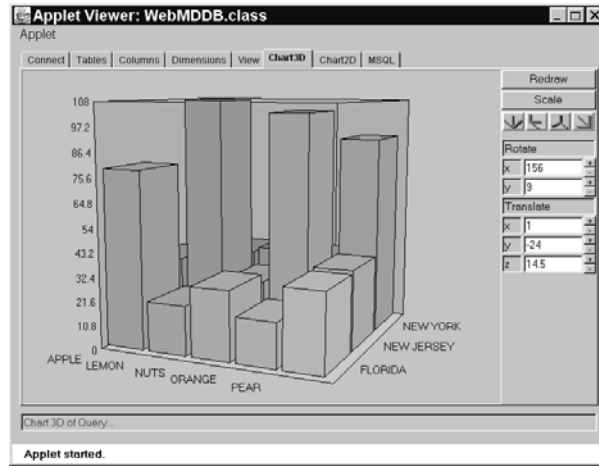 Applet Viewer: WebMDDB.class
Applet
Connect Tables Columns Dimensions View Chart3D Chart2D MSQL
Redraw
Scale
Rotate
x 156
y 9
Translate
x 1
y -24
z 14.5
108
97.2
86.4
75.6
64.8
54
43.2
32.4
21.6
10.8
0
APPLE
LEMON
NUTS
ORANGE
PEAR
NEW YORK
NEW JERSEY
FLORIDA
Chart 3D of Query...
Applet started.